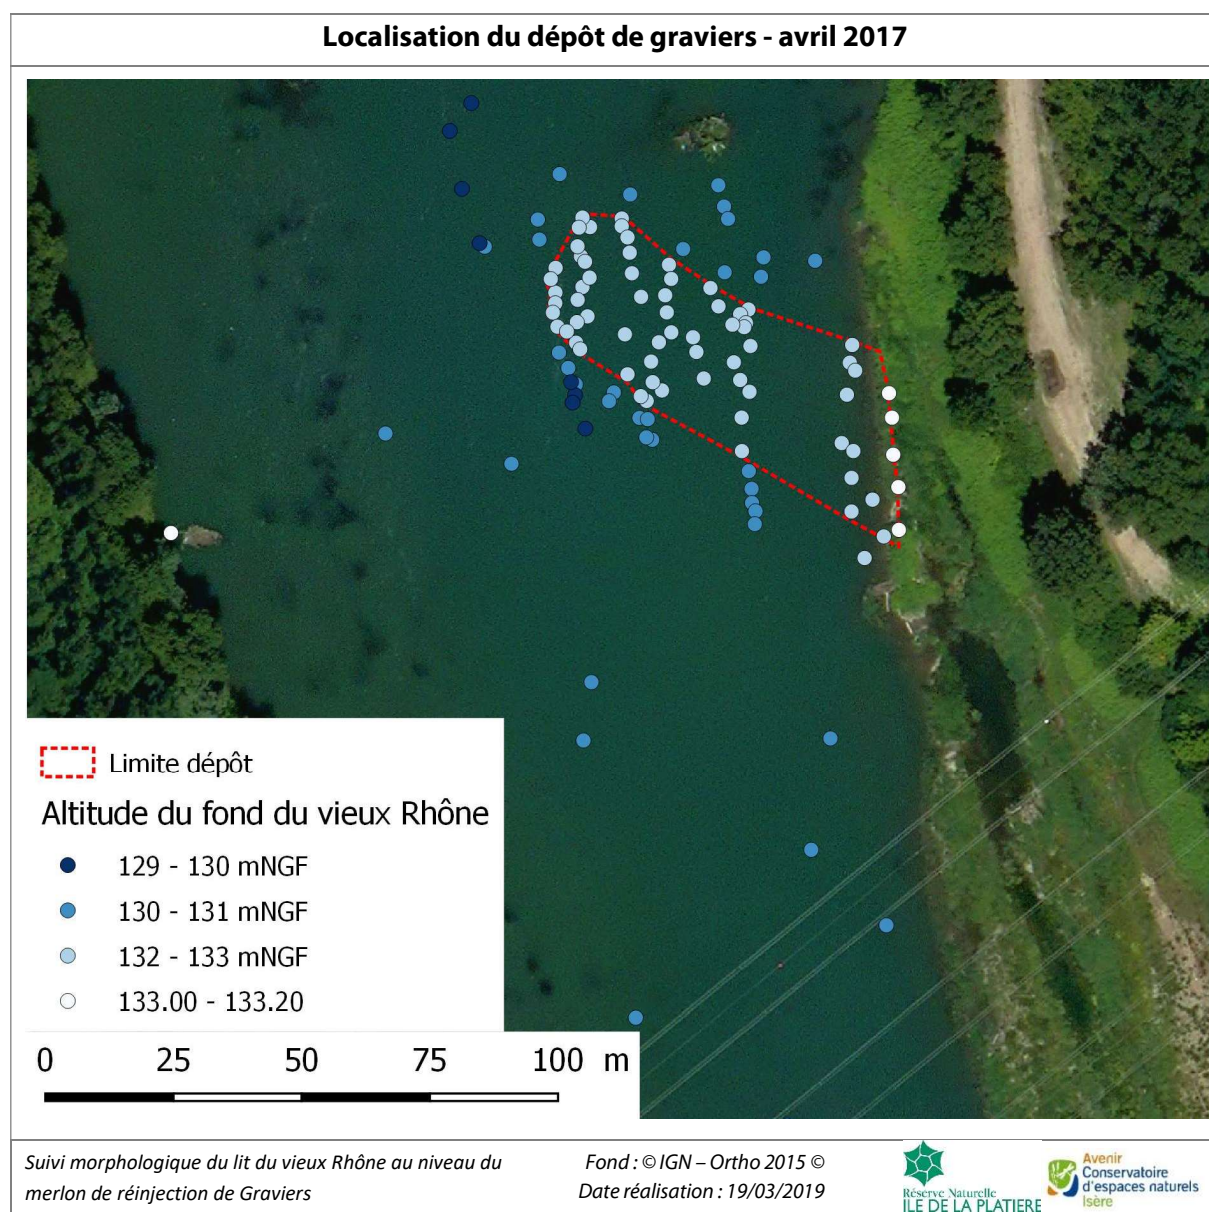 Localisation du dépôt de graviers - avril 2017
Limite dépôt
Altitude du fond du vieux Rhône
129 - 130 mNGF
130 - 131 mNGF
132 - 133 mNGF
133.00 - 133.20
0 25 50 75 100 m
Suivi morphologique du lit du vieux Rhône au niveau du
merlon de réinjection de Graviers
Fond : © IGN – Ortho 2015 ©
Date réalisation : 19/03/2019
Réserve Naturelle
ILE DE LA PLATIERE
Avenir
Conservatoire
d'espaces naturels
Isère